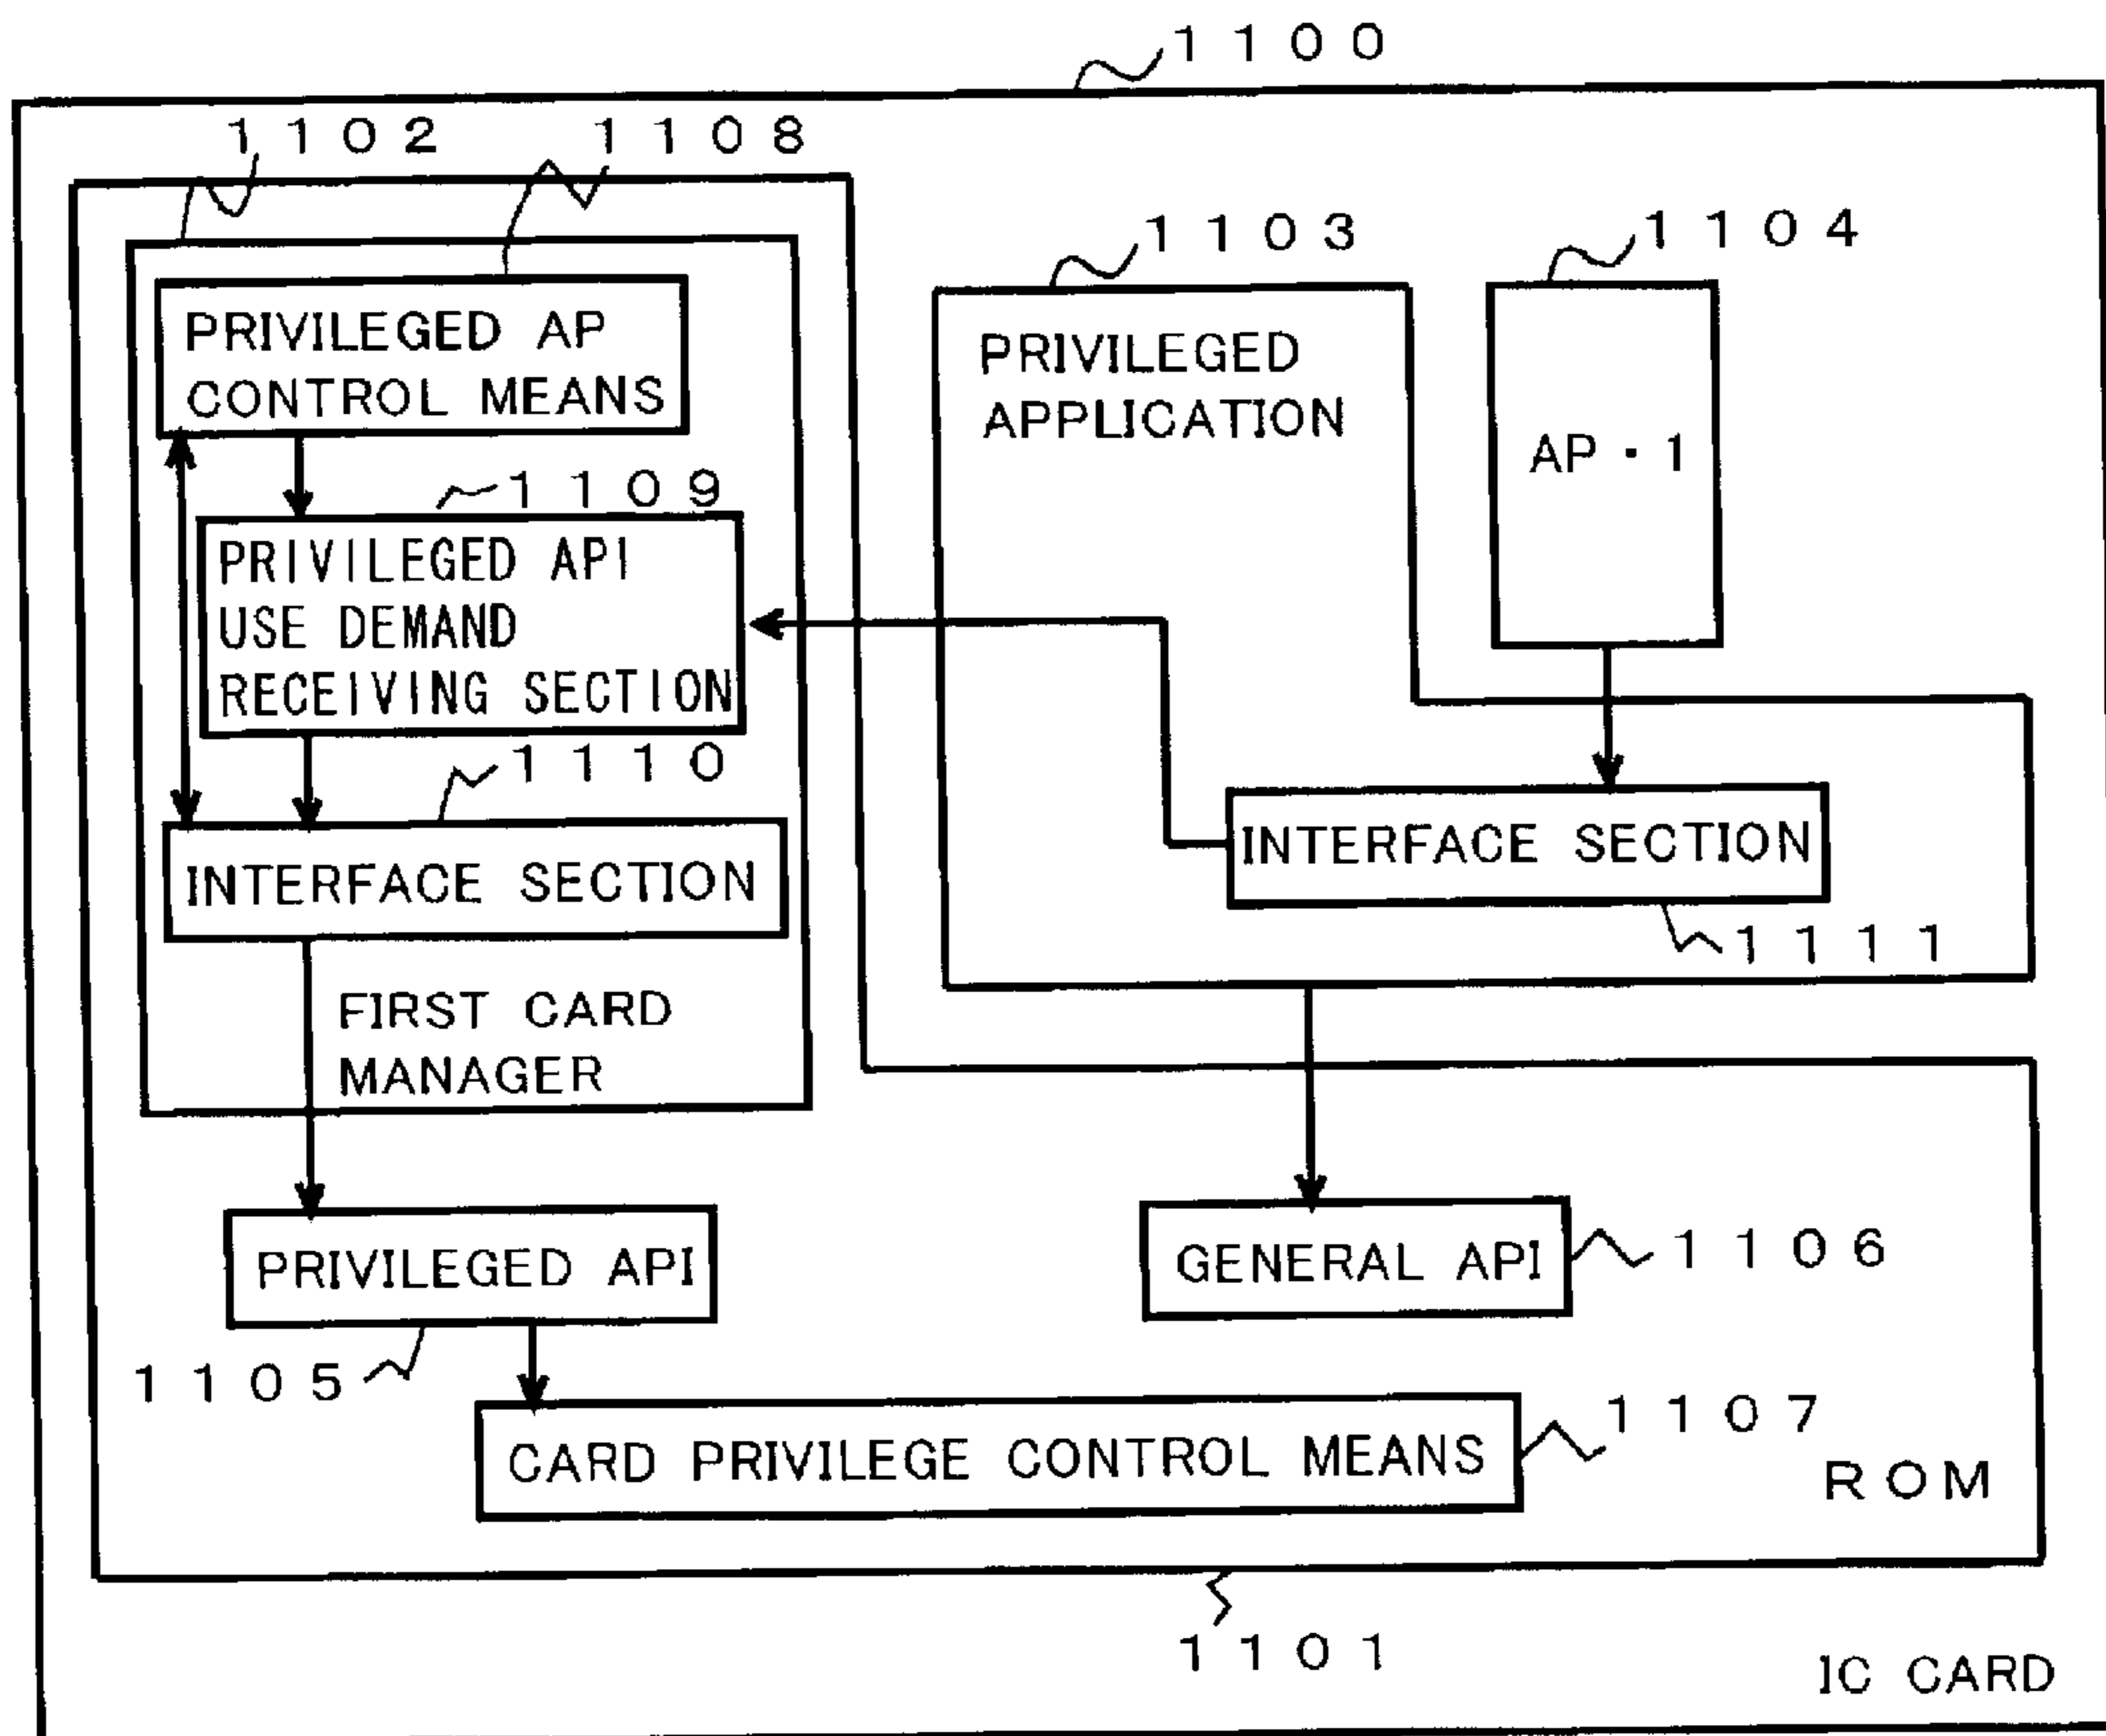 1100
1102
1108
1103
1104
PRIVILEGED AP
CONTROL MEANS
PRIVILEGED
APPLICATION
AP・1
1109
PRIVILEGED API
USE DEMAND
RECEIVING SECTION
1110
INTERFACE SECTION
INTERFACE SECTION
1111
FIRST CARD
MANAGER
PRIVILEGED API
GENERAL API
1106
1105
CARD PRIVILEGE CONTROL MEANS
1107
ROM
1101
IC CARD